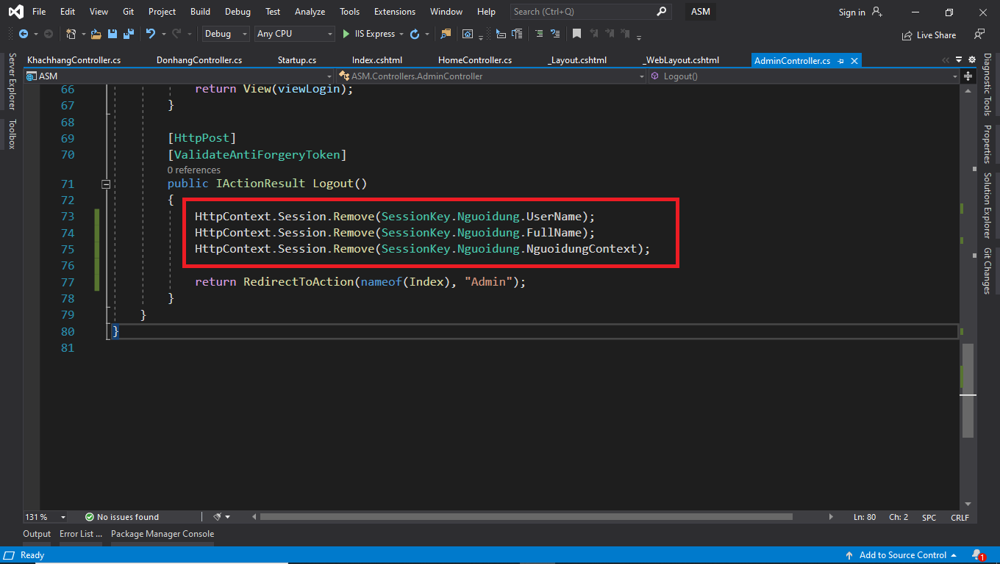 File Edit View Git Project Build Debug Test Analyze Tools Extensions Window Help Search (Ctrl+Q) ASM Sign in
Debug Any CPU IIS Express Live Share
KhachhangController.cs DonhangController.cs Startup.cs Index.cshtml HomeController.cs _Layout.cshtml _WebLayout.cshtml AdminController.cs
ASM ASM.Controllers.AdminController Logout()
Server Explorer
Toolbox
66 return View(viewLogin);
67 }
68
69 [HttpPost]
70 [ValidateAntiForgeryToken]
0 references
71 public IActionResult Logout()
72 {
73 HttpContext.Session.Remove(SessionKey.Nguoidung.UserName);
74 HttpContext.Session.Remove(SessionKey.Nguoidung.FullName);
75 HttpContext.Session.Remove(SessionKey.Nguoidung.NguoidungContext);
76
77 return RedirectToAction(nameof(Index), "Admin");
78 }
79 }
80 }
81
Diagnostic Tools
Properties
Solution Explorer
Git Changes
131 % No issues found Ln: 80 Ch: 2 SPC CRLF
Output Error List ... Package Manager Console
Ready Add to Source Control 1